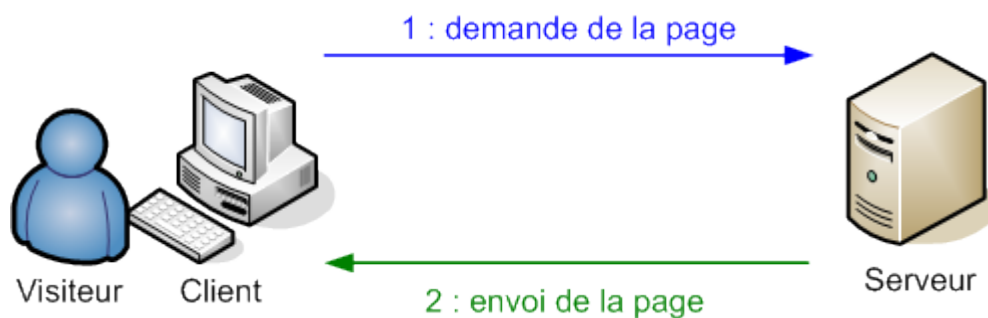 1 : demande de la page
Visiteur
Client
Serveur
2 : envoi de la page